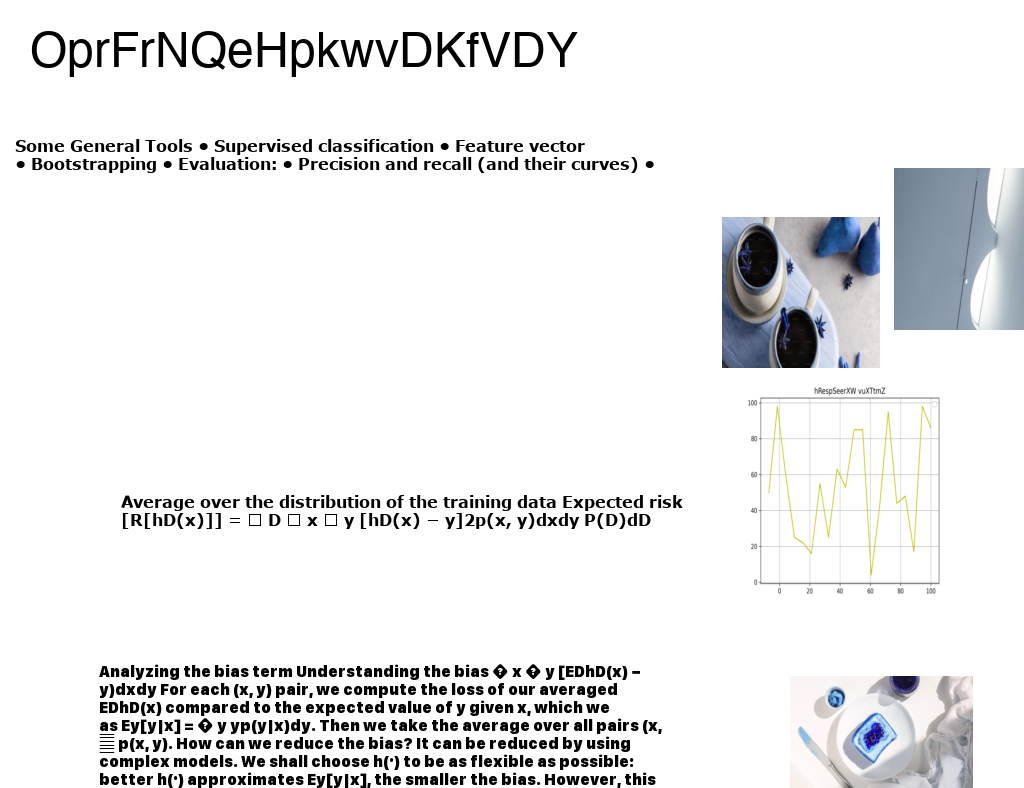 OprFrNQeHpkwvDKfVDY
Some General Tools ● Supervised classification ● Feature vector
● Bootstrapping ● Evaluation: ● Precision and recall (and their curves) ●
hRespSeerXW vuXTtmZ
100
80
60
40
20
0
0 20 40 60 80 100
Average over the distribution of the training data Expected risk
[R[hD(x)]] = □ D □ x □ y [hD(x) − y]2p(x, y)dxdy P(D)dD
Analyzing the bias term Understanding the bias � x � y [EDhD(x) −
y)dxdy For each (x, y) pair, we compute the loss of our averaged
EDhD(x) compared to the expected value of y given x, which we
as Ey[y|x] = � y yp(y|x)dy. Then we take the average over all pairs (x,
p(x, y). How can we reduce the bias? It can be reduced by using
complex models. We shall choose h(·) to be as flexible as possible:
better h(·) approximates Ey[y|x], the smaller the bias. However, this